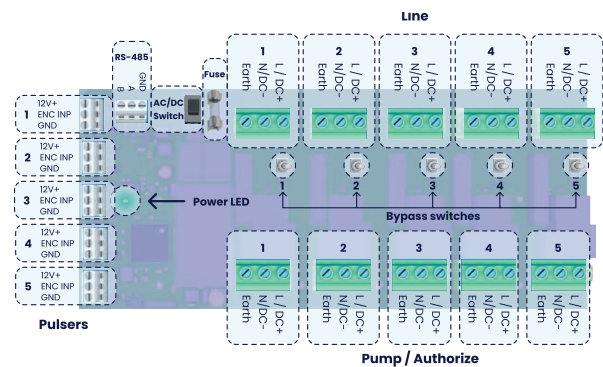 Line
RS-485
B
A
GND
AC/DC
Switch
Fuse
1
Earth
N/DC-
L / DC+
2
Earth
N/DC-
L / DC+
3
Earth
N/DC-
L / DC+
4
Earth
N/DC-
L / DC+
5
Earth
N/DC-
L / DC+
1
12V+
ENC INP
GND
2
12V+
ENC INP
GND
3
12V+
ENC INP
GND
4
12V+
ENC INP
GND
5
12V+
ENC INP
GND
Pulsers
Power LED
1
2
3
4
5
Bypass switches
1
Earth
N/DC-
L / DC+
2
Earth
N/DC-
L / DC+
3
Earth
N/DC-
L / DC+
4
Earth
N/DC-
L / DC+
5
Earth
N/DC-
L / DC+
Pump / Authorize